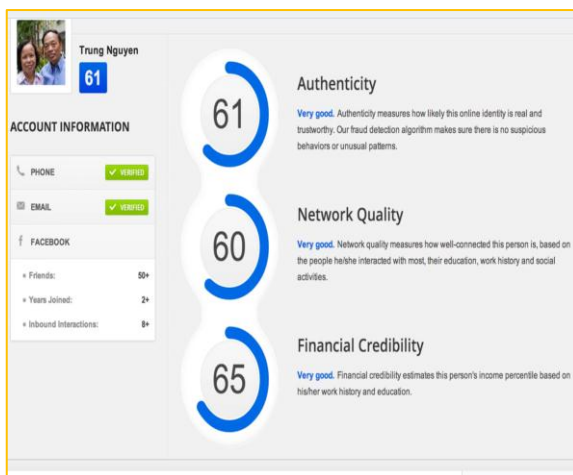 Trung Nguyen
61
ACCOUNT INFORMATION
PHONE
VERIFIED
EMAIL
VERIFIED
f FACEBOOK
Friends: 50+
Years Joined: 2+
Inbound Interactions: 8+
61
Authenticity
Very good. Authenticity measures how likely this online identity is real and
trustworthy. Our fraud detection algorithm makes sure there is no suspicious
behaviors or unusual patterns.
60
Network Quality
Very good. Network quality measures how well-connected this person is, based on
the people he/she interacted with most, their education, work history and social
activities.
65
Financial Credibility
Very good. Financial credibility estimates this person's income percentile based on
his/her work history and education.